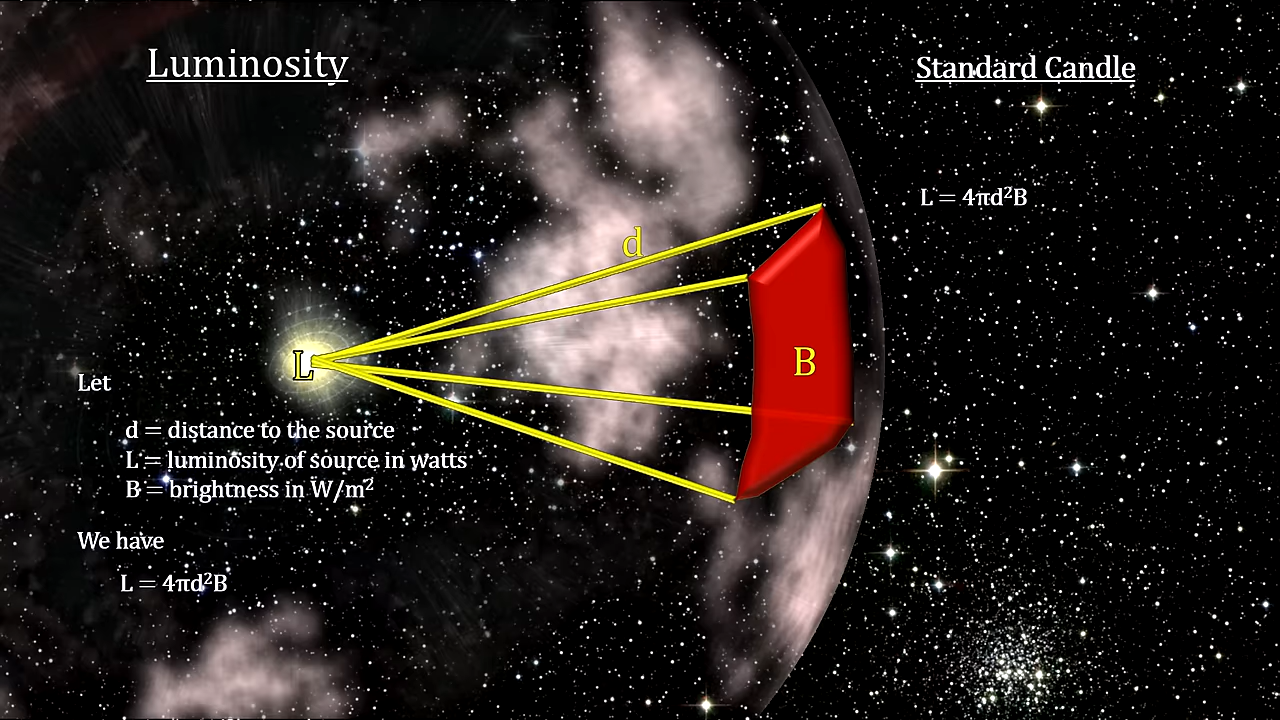 Luminosity
Standard Candle
L = 4πd²B
d
L
B
Let
d = distance to the source
L = luminosity of source in watts
B = brightness in W/m²
We have
L = 4πd²B